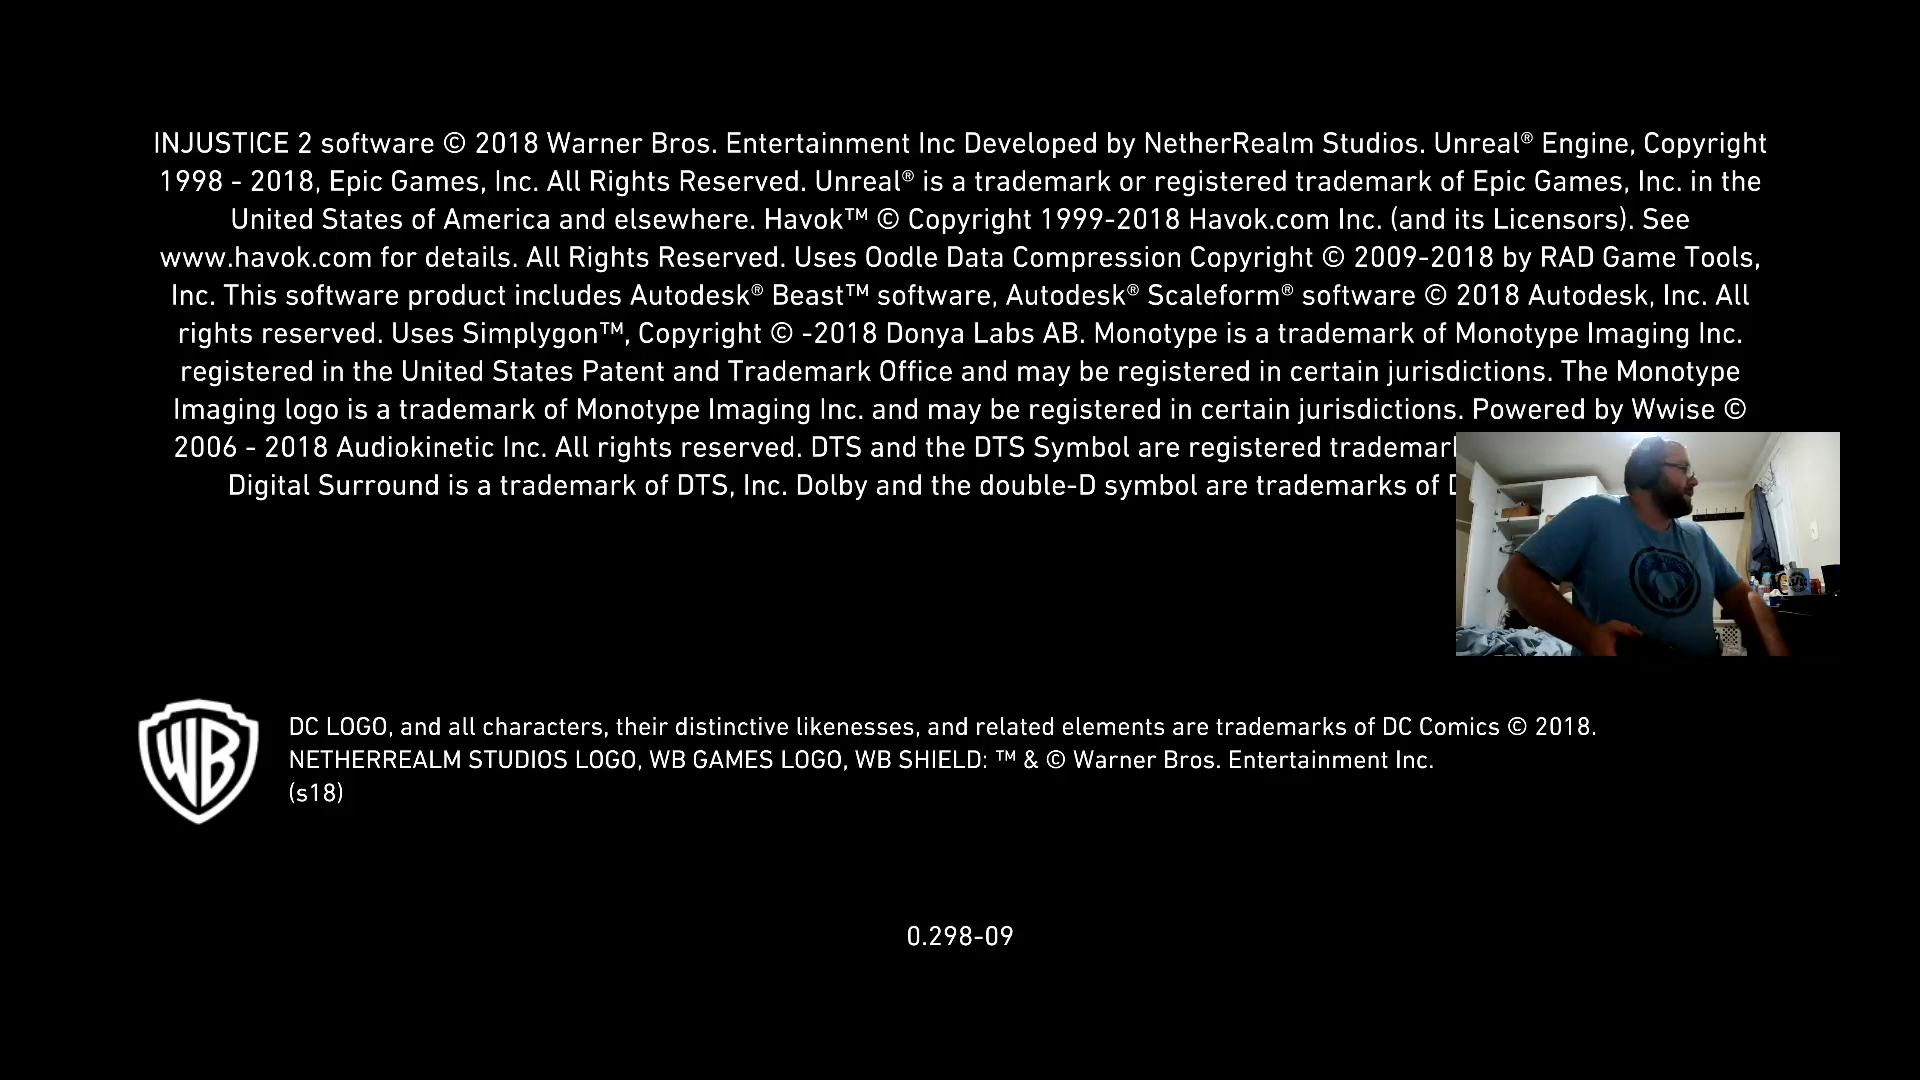 INJUSTICE 2 software © 2018 Warner Bros. Entertainment Inc Developed by NetherRealm Studios. Unreal® Engine, Copyright
1998 - 2018, Epic Games, Inc. All Rights Reserved. Unreal® is a trademark or registered trademark of Epic Games, Inc. in the
United States of America and elsewhere. Havok™ © Copyright 1999-2018 Havok.com Inc. (and its Licensors). See
www.havok.com for details. All Rights Reserved. Uses Oodle Data Compression Copyright © 2009-2018 by RAD Game Tools,
Inc. This software product includes Autodesk® Beast™ software, Autodesk® Scaleform® software © 2018 Autodesk, Inc. All
rights reserved. Uses Simplygon™, Copyright © -2018 Donya Labs AB. Monotype is a trademark of Monotype Imaging Inc.
registered in the United States Patent and Trademark Office and may be registered in certain jurisdictions. The Monotype
Imaging logo is a trademark of Monotype Imaging Inc. and may be registered in certain jurisdictions. Powered by Wwise ©
2006 - 2018 Audiokinetic Inc. All rights reserved. DTS and the DTS Symbol are registered
Digital Surround is a trademark of DTS, Inc. Dolby and the double-D symbol are trademarks of
WB
DC LOGO, and all characters, their distinctive likenesses, and related elements are trademarks of DC Comics © 2018.
NETHERREALM STUDIOS LOGO, WB GAMES LOGO, WB SHIELD: ™ & © Warner Bros. Entertainment Inc.
(s18)
0.298-09